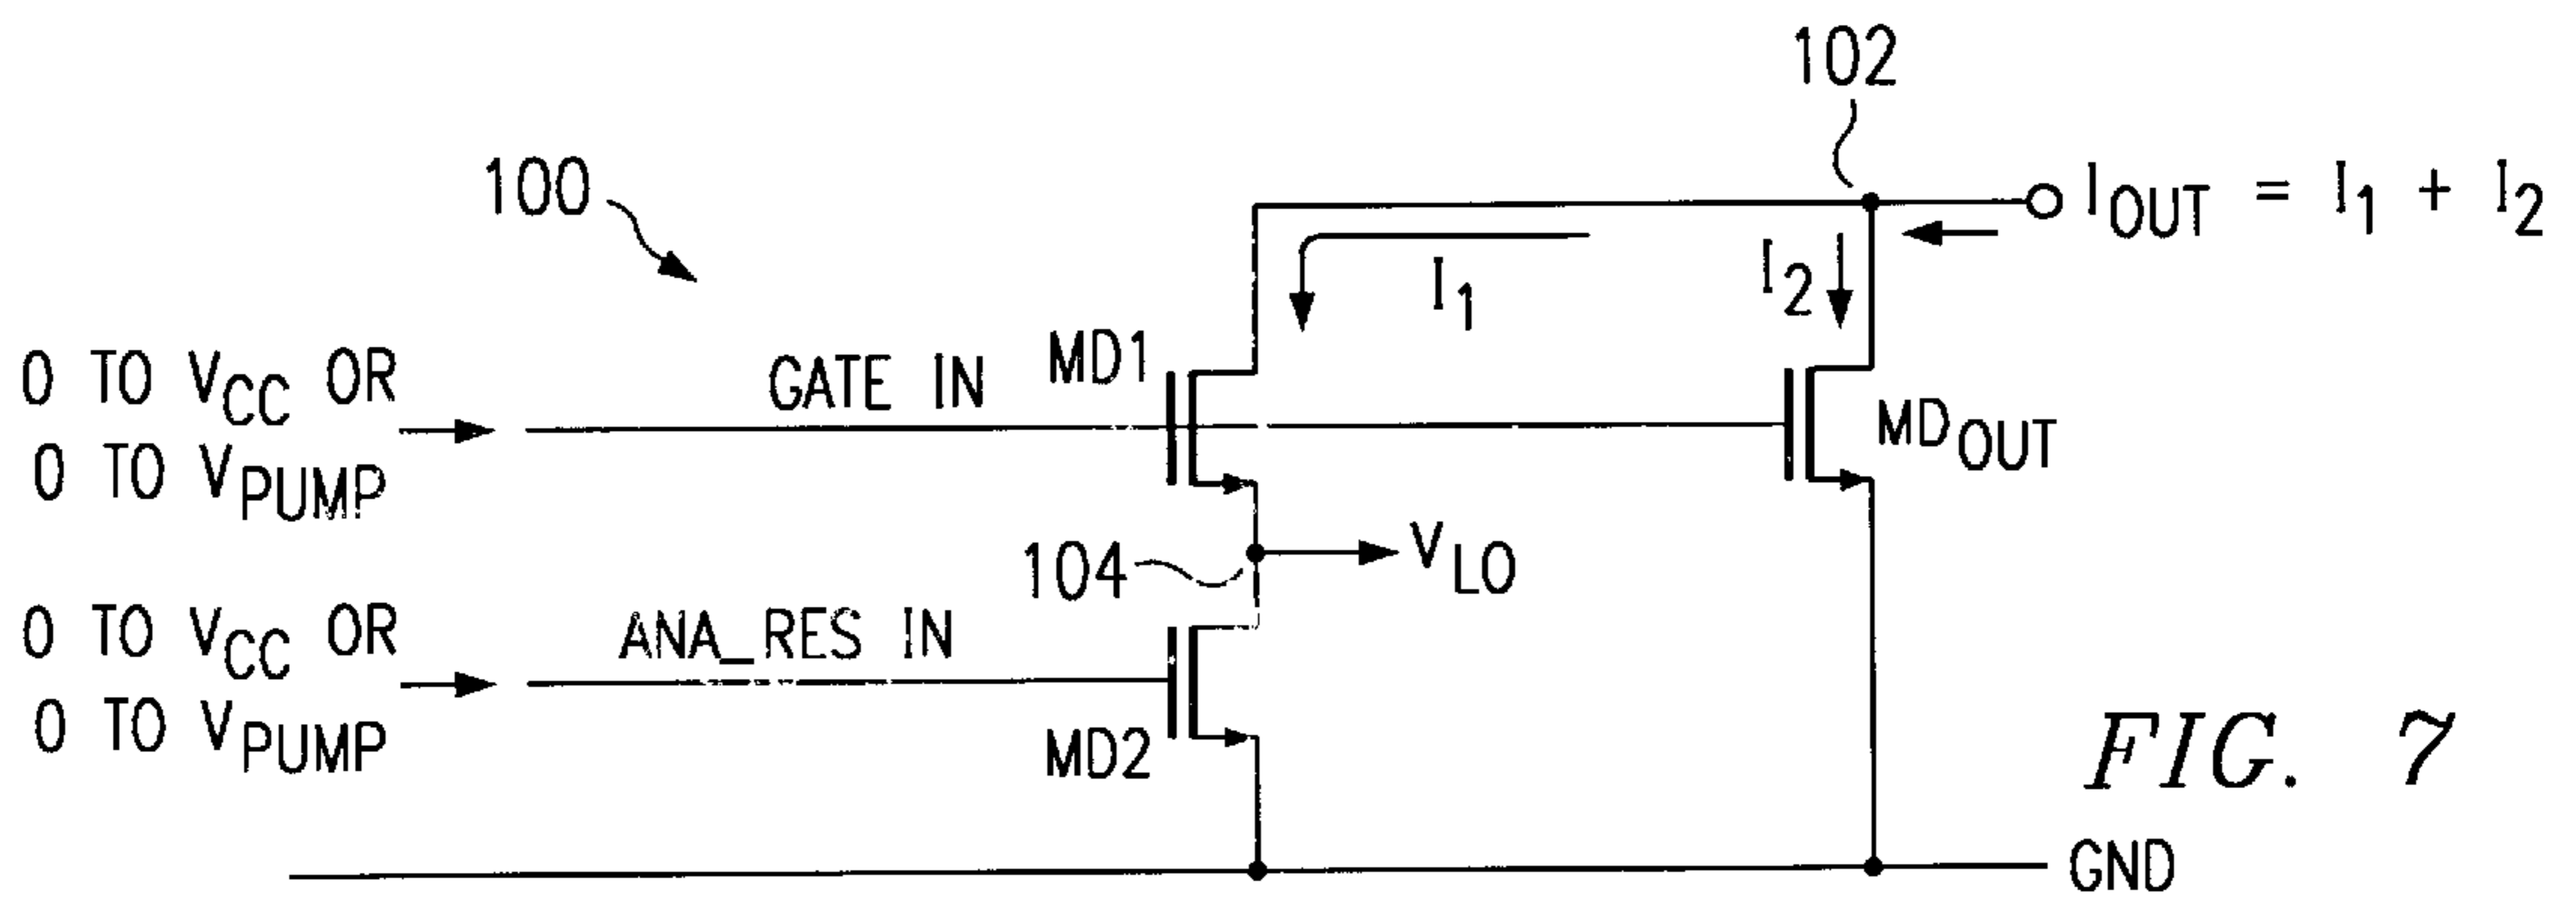 102
100
I_OUT = I_1 + I_2
I_1
I_2
MD1
0 TO V_CC OR
0 TO V_PUMP
GATE IN
MD_OUT
104
V_LO
0 TO V_CC OR
0 TO V_PUMP
ANA_RES IN
MD2
FIG. 7
GND